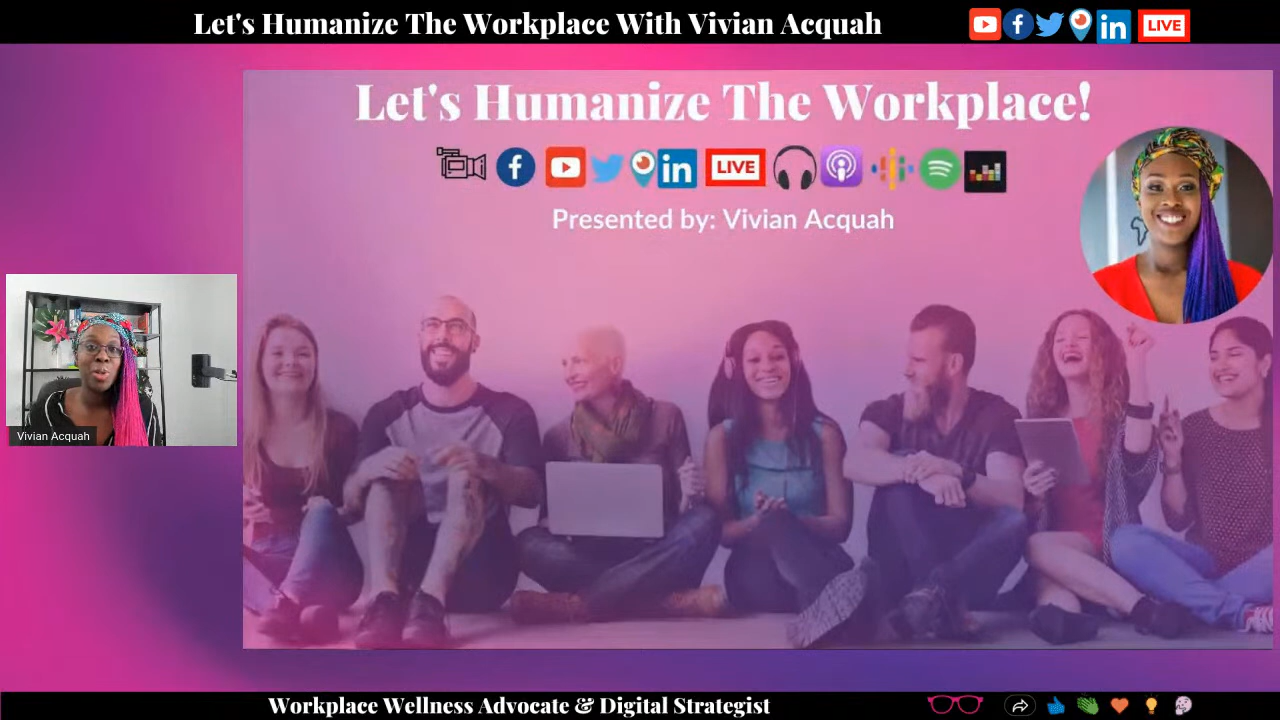 Let's Humanize The Workplace With Vivian Acquah
LIVE
Let's Humanize The Workplace!
LIVE
Presented by: Vivian Acquah
Vivian Acquah
Workplace Wellness Advocate & Digital Strategist